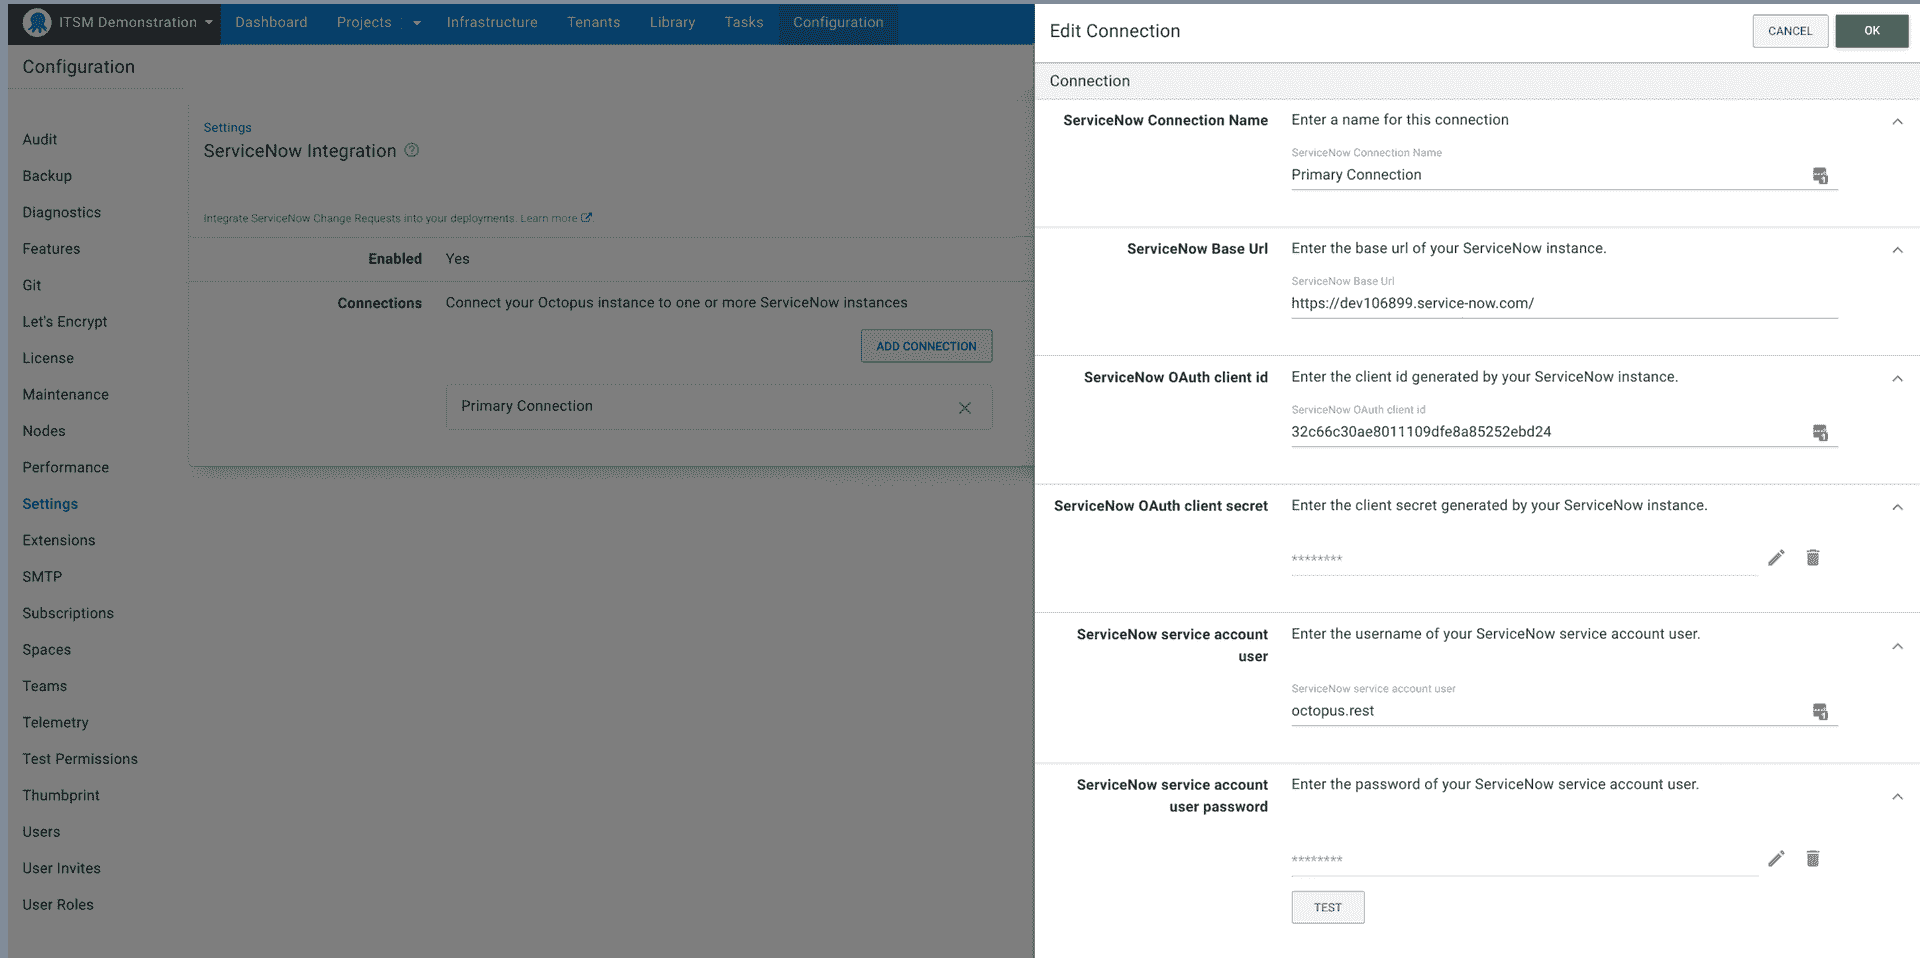 ITSM Demonstration
Dashboard
Projects
Infrastructure
Tenants
Library
Tasks
Configuration
Configuration
Audit
Backup
Diagnostics
Features
Git
Let's Encrypt
License
Maintenance
Nodes
Performance
Settings
Extensions
SMTP
Subscriptions
Spaces
Teams
Telemetry
Test Permissions
Thumbprint
Users
User Invites
User Roles
Settings
ServiceNow Integration
Integrate ServiceNow Change Requests into your deployments. Learn more
Enabled
Yes
Connections
Connect your Octopus instance to one or more ServiceNow instances
ADD CONNECTION
Primary Connection
Edit Connection
CANCEL
OK
Connection
ServiceNow Connection Name
Enter a name for this connection
ServiceNow Connection Name
Primary Connection
ServiceNow Base Url
Enter the base url of your ServiceNow instance.
ServiceNow Base Url
https://dev106899.service-now.com/
ServiceNow OAuth client id
Enter the client id generated by your ServiceNow instance.
ServiceNow OAuth client id
32c66c30ae8011109dfe8a85252ebd24
ServiceNow OAuth client secret
Enter the client secret generated by your ServiceNow instance.
********
ServiceNow service account
user
Enter the username of your ServiceNow service account user.
ServiceNow service account user
octopus.rest
ServiceNow service account
user password
Enter the password of your ServiceNow service account user.
********
TEST